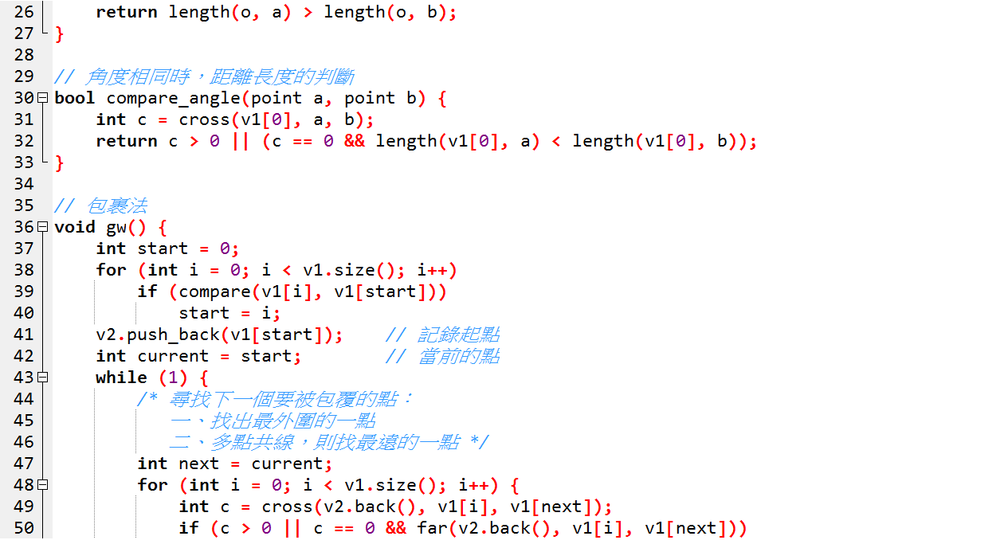 26     return length(o, a) > length(o, b);
27 }
28
29 // 角度相同時，距離長度的判斷
30 bool compare_angle(point a, point b) {
31     int c = cross(v1[0], a, b);
32     return c > 0 || (c == 0 && length(v1[0], a) < length(v1[0], b));
33 }
34
35 // 包裹法
36 void gw() {
37     int start = 0;
38     for (int i = 0; i < v1.size(); i++)
39         if (compare(v1[i], v1[start]))
40             start = i;
41     v2.push_back(v1[start]);    // 記錄起點
42     int current = start;        // 當前的點
43     while (1) {
44         /* 尋找下一個要被包覆的點：
45            一、找出最外圍的一點
46            二、多點共線，則找最遠的一點 */
47         int next = current;
48         for (int i = 0; i < v1.size(); i++) {
49             int c = cross(v2.back(), v1[i], v1[next]);
50             if (c > 0 || c == 0 && far(v2.back(), v1[i], v1[next]))